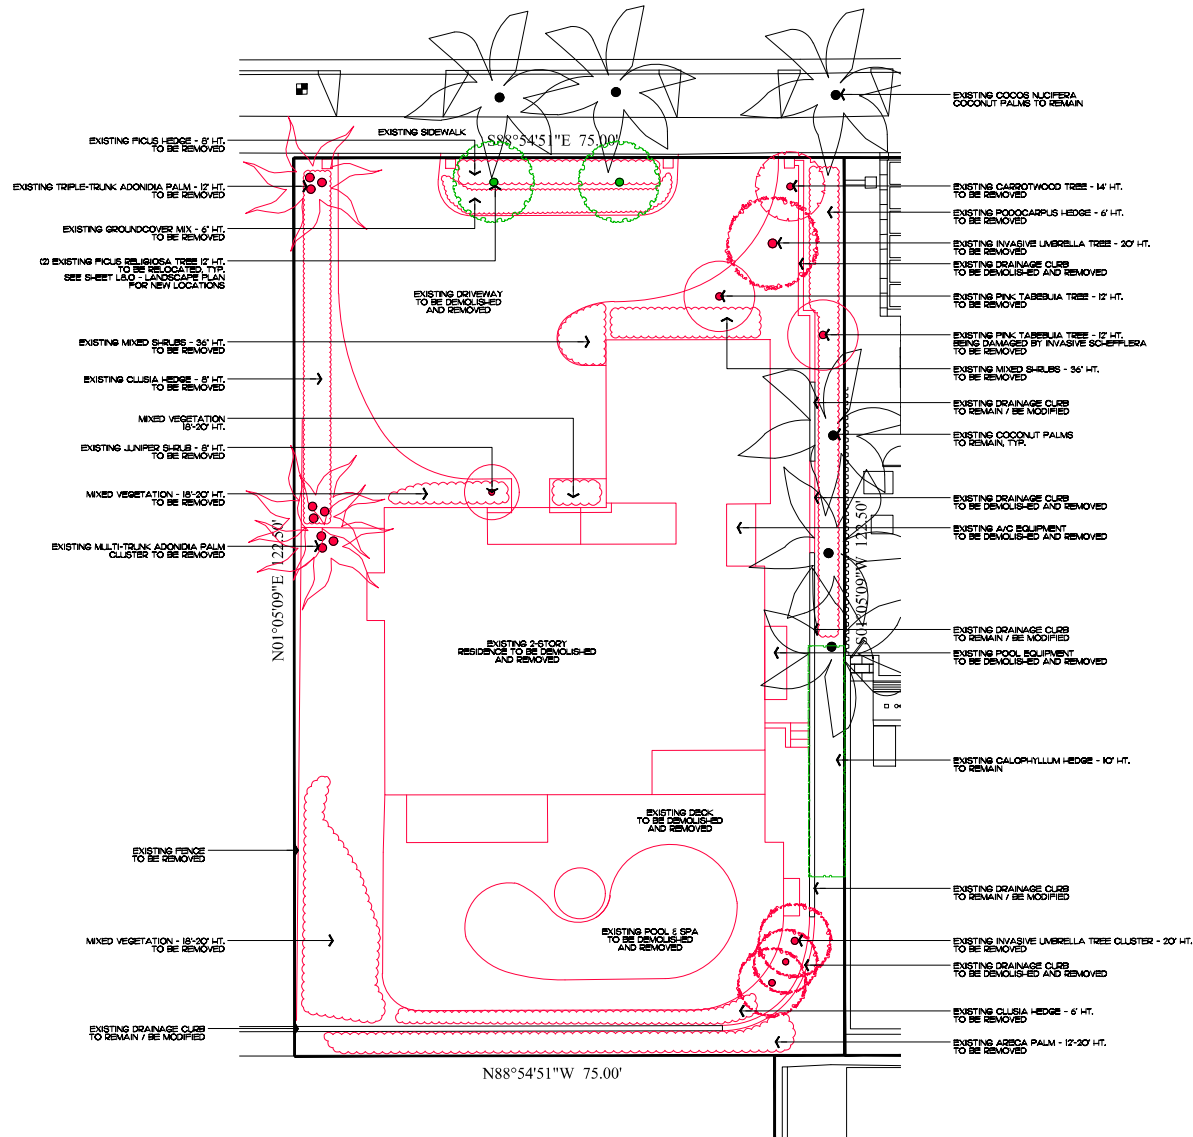 EXISTING COCOS NUCIFERA
COCONUT PALMS TO REMAIN
EXISTING SIDEWALK
S88°54'51"E 75.00'
EXISTING FICUS HEDGE - 8' HT.
TO BE REMOVED
EXISTING TRIPLE-TRUNK ADONIDIA PALM - 12' HT.
TO BE REMOVED
EXISTING GROUNDCOVER MIX - 6" HT.
TO BE REMOVED
(2) EXISTING FICUS RELIGIOSA TREE 12' HT.
TO BE RELOCATED, TYP.
SEE SHEET L8.0 - LANDSCAPE PLAN
FOR NEW LOCATIONS
EXISTING DRIVEWAY
TO BE DEMOLISHED
AND REMOVED
EXISTING MIXED SHRUBS - 36" HT.
TO BE REMOVED
EXISTING CLUSIA HEDGE - 8' HT.
TO BE REMOVED
MIXED VEGETATION
18'-20' HT.
EXISTING JUNIPER SHRUB - 8' HT.
TO BE REMOVED
MIXED VEGETATION - 18'-20' HT.
TO BE REMOVED
EXISTING MULTI-TRUNK ADONIDIA PALM
CLUSTER TO BE REMOVED
N01°05'09"E 122.50'
EXISTING CARROTWOOD TREE - 14' HT.
TO BE REMOVED
EXISTING PODOCARPUS HEDGE - 6' HT.
TO BE REMOVED
EXISTING INVASIVE UMBRELLA TREE - 20' HT.
TO BE REMOVED
EXISTING DRAINAGE CURB
TO BE DEMOLISHED AND REMOVED
EXISTING PINK TABEBUIA TREE - 12' HT.
TO BE REMOVED
EXISTING PINK TABEBUIA TREE - 12' HT.
BEING DAMAGED BY INVASIVE SCHEFFLERA
TO BE REMOVED
EXISTING MIXED SHRUBS - 36" HT.
TO BE REMOVED
EXISTING DRAINAGE CURB
TO REMAIN / BE MODIFIED
EXISTING COCONUT PALMS
TO REMAIN, TYP.
EXISTING DRAINAGE CURB
TO BE DEMOLISHED AND REMOVED
EXISTING A/C EQUIPMENT
TO BE DEMOLISHED AND REMOVED
S01°05'09"W 122.50'
EXISTING DRAINAGE CURB
TO REMAIN / BE MODIFIED
EXISTING POOL EQUIPMENT
TO BE DEMOLISHED AND REMOVED
EXISTING 2-STORY
RESIDENCE TO BE DEMOLISHED
AND REMOVED
EXISTING CALOPHYLLUM HEDGE - 10' HT.
TO REMAIN
EXISTING DECK
TO BE DEMOLISHED
AND REMOVED
EXISTING FENCE
TO BE REMOVED
EXISTING DRAINAGE CURB
TO REMAIN / BE MODIFIED
EXISTING POOL & SPA
TO BE DEMOLISHED
AND REMOVED
MIXED VEGETATION - 18'-20' HT.
TO BE REMOVED
EXISTING INVASIVE UMBRELLA TREE CLUSTER - 20' HT.
TO BE REMOVED
EXISTING DRAINAGE CURB
TO BE DEMOLISHED AND REMOVED
EXISTING CLUSIA HEDGE - 6' HT.
TO BE REMOVED
EXISTING DRAINAGE CURB
TO REMAIN / BE MODIFIED
EXISTING ARECA PALM - 12'-20' HT.
TO BE REMOVED
N88°54'51"W 75.00'